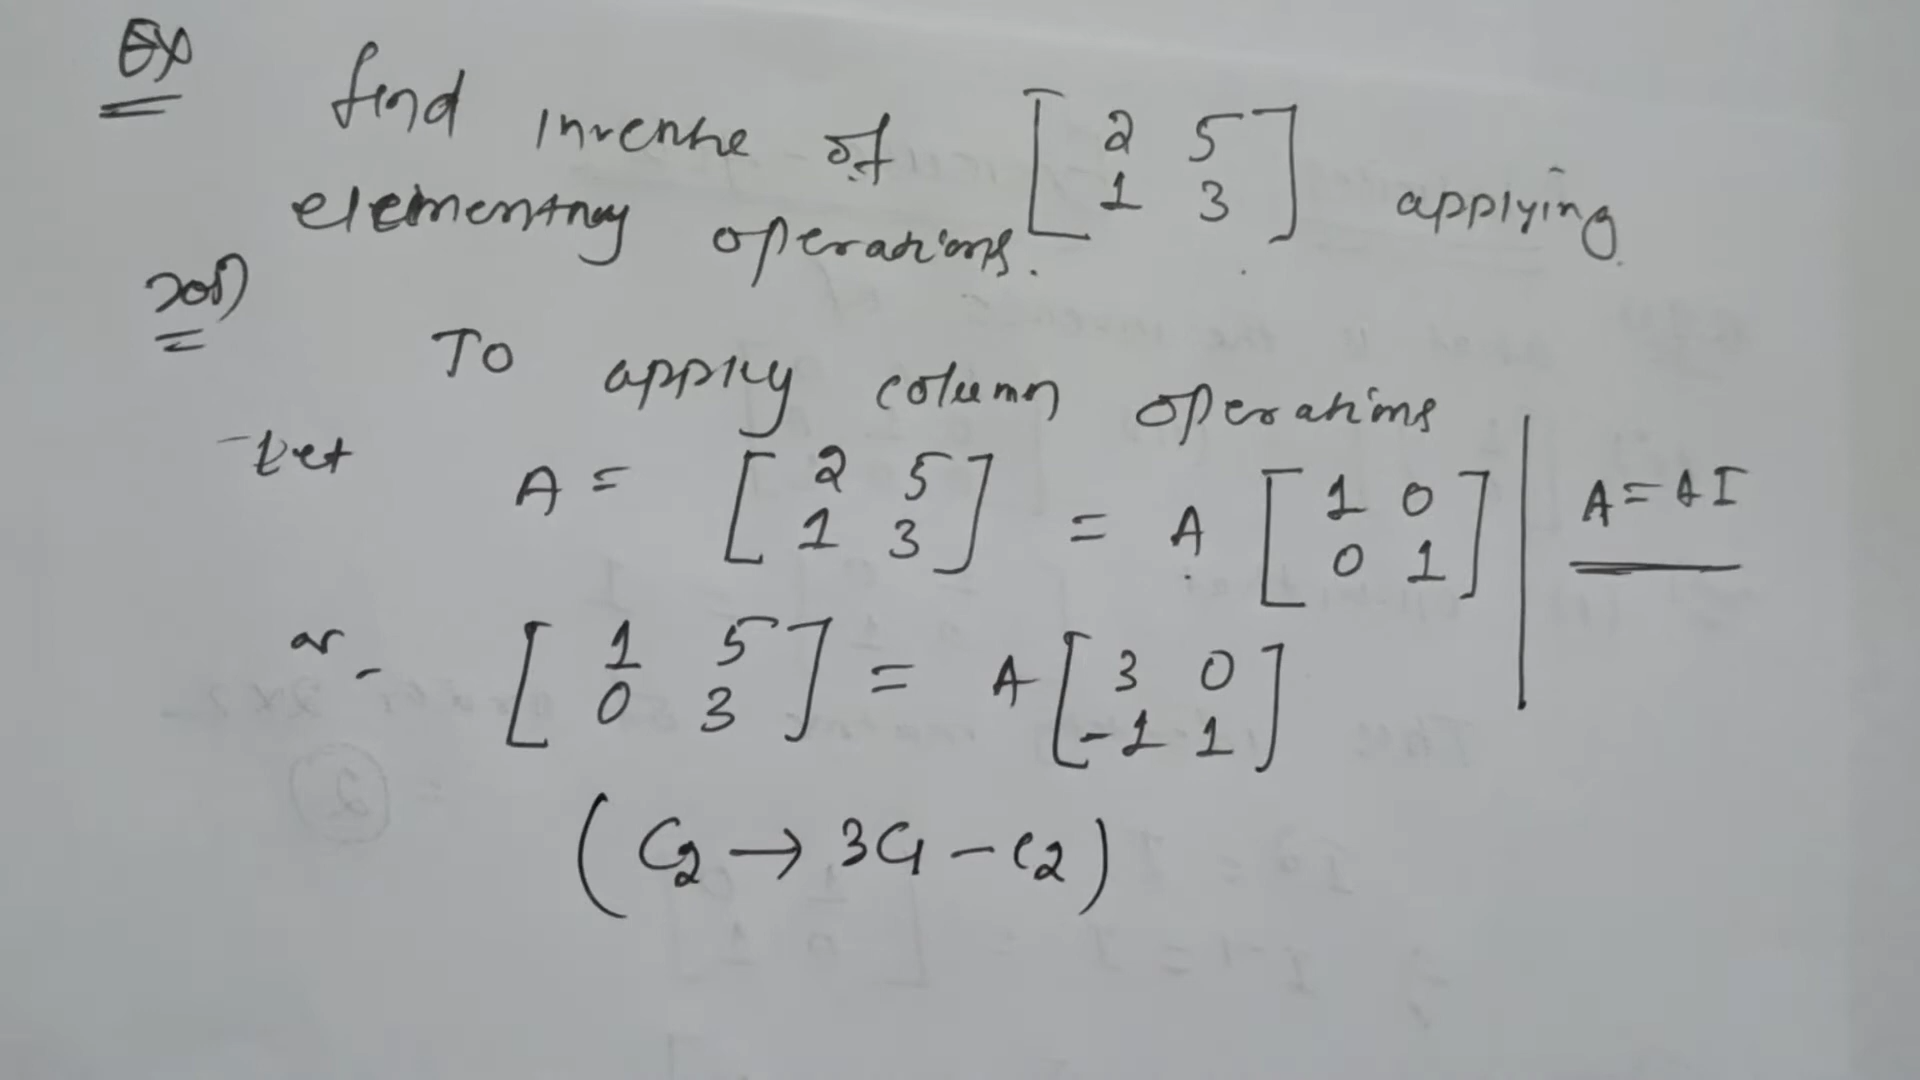 Ex find inverse of [2 5
1 3] applying
elementary operations.
Sol) To apply column operations
Let A = [2 5
1 3] = A [1 0
0 1] | A = AI
or [1 5
0 3] = A [3 0
-1 1]
(C2 → 3C1 - C2)